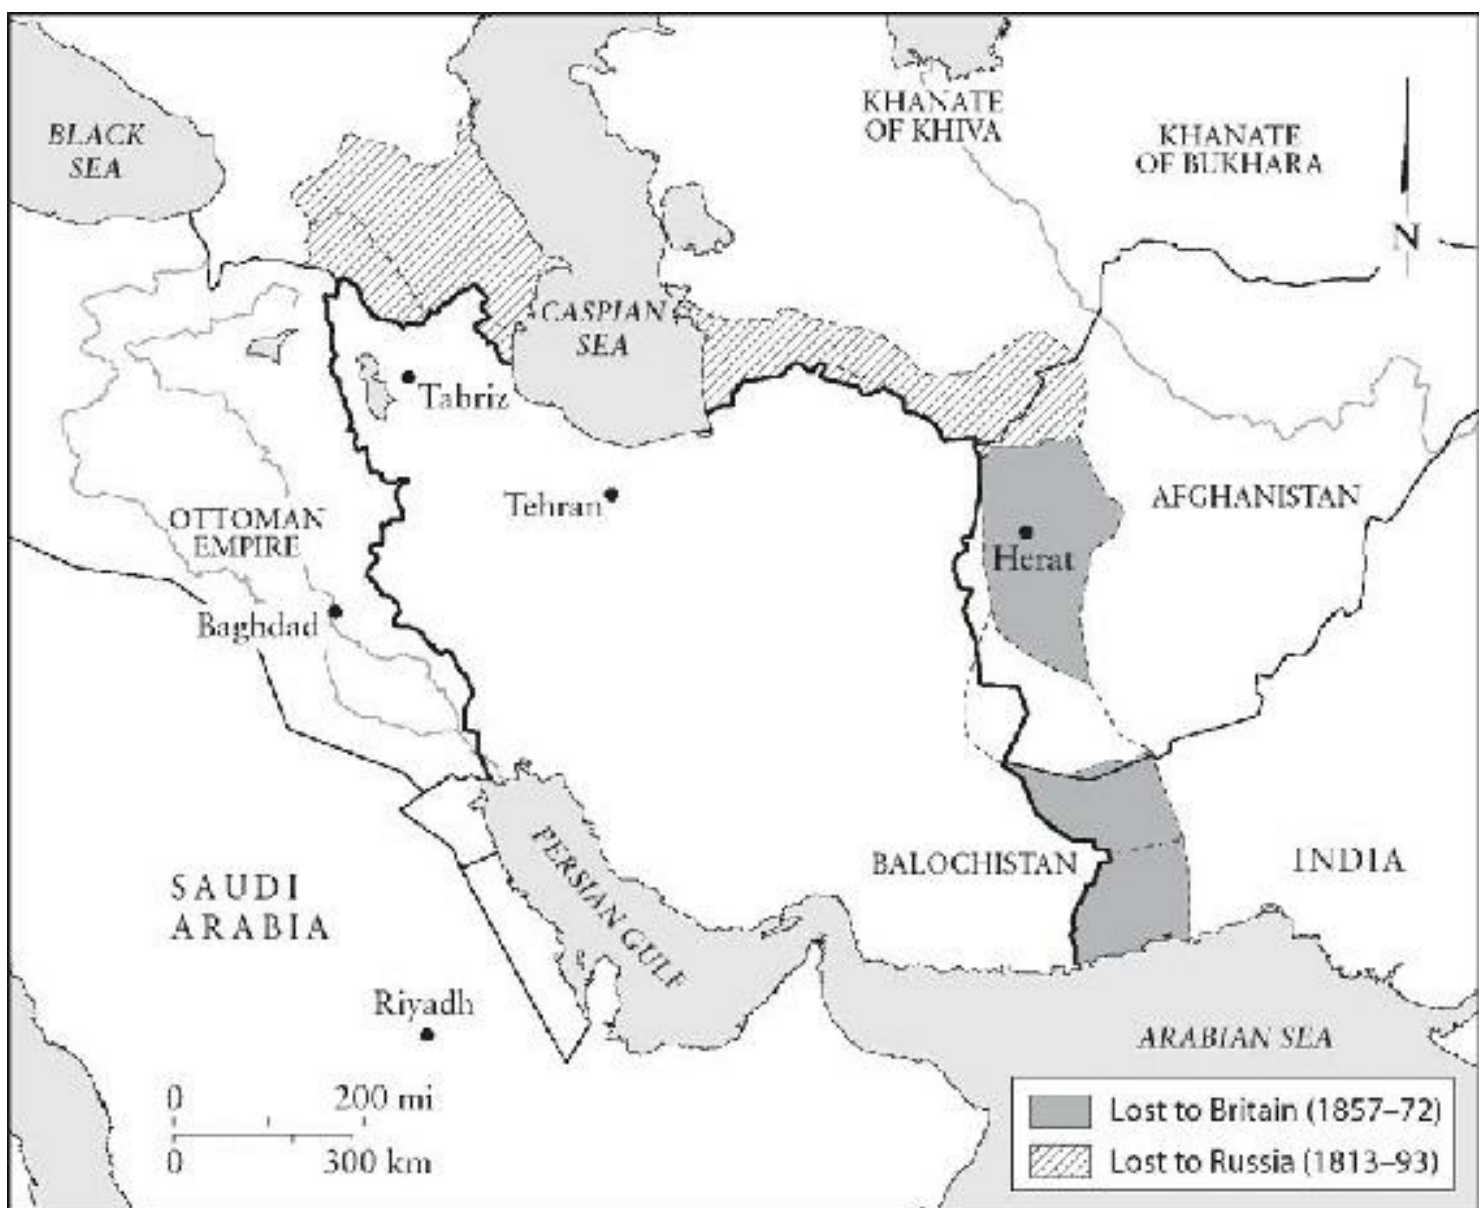 BLACK
SEA
KHANATE
OF KHIVA
KHANATE
OF BUKHARA
N
CASPIAN
SEA
Tabriz
Tehran
AFGHANISTAN
OTTOMAN
EMPIRE
Herat
Baghdad
PERSIAN GULF
BALOCHISTAN
INDIA
SAUDI
ARABIA
Riyadh
ARABIAN SEA
0 200 mi
0 300 km
Lost to Britain (1857–72)
Lost to Russia (1813–93)